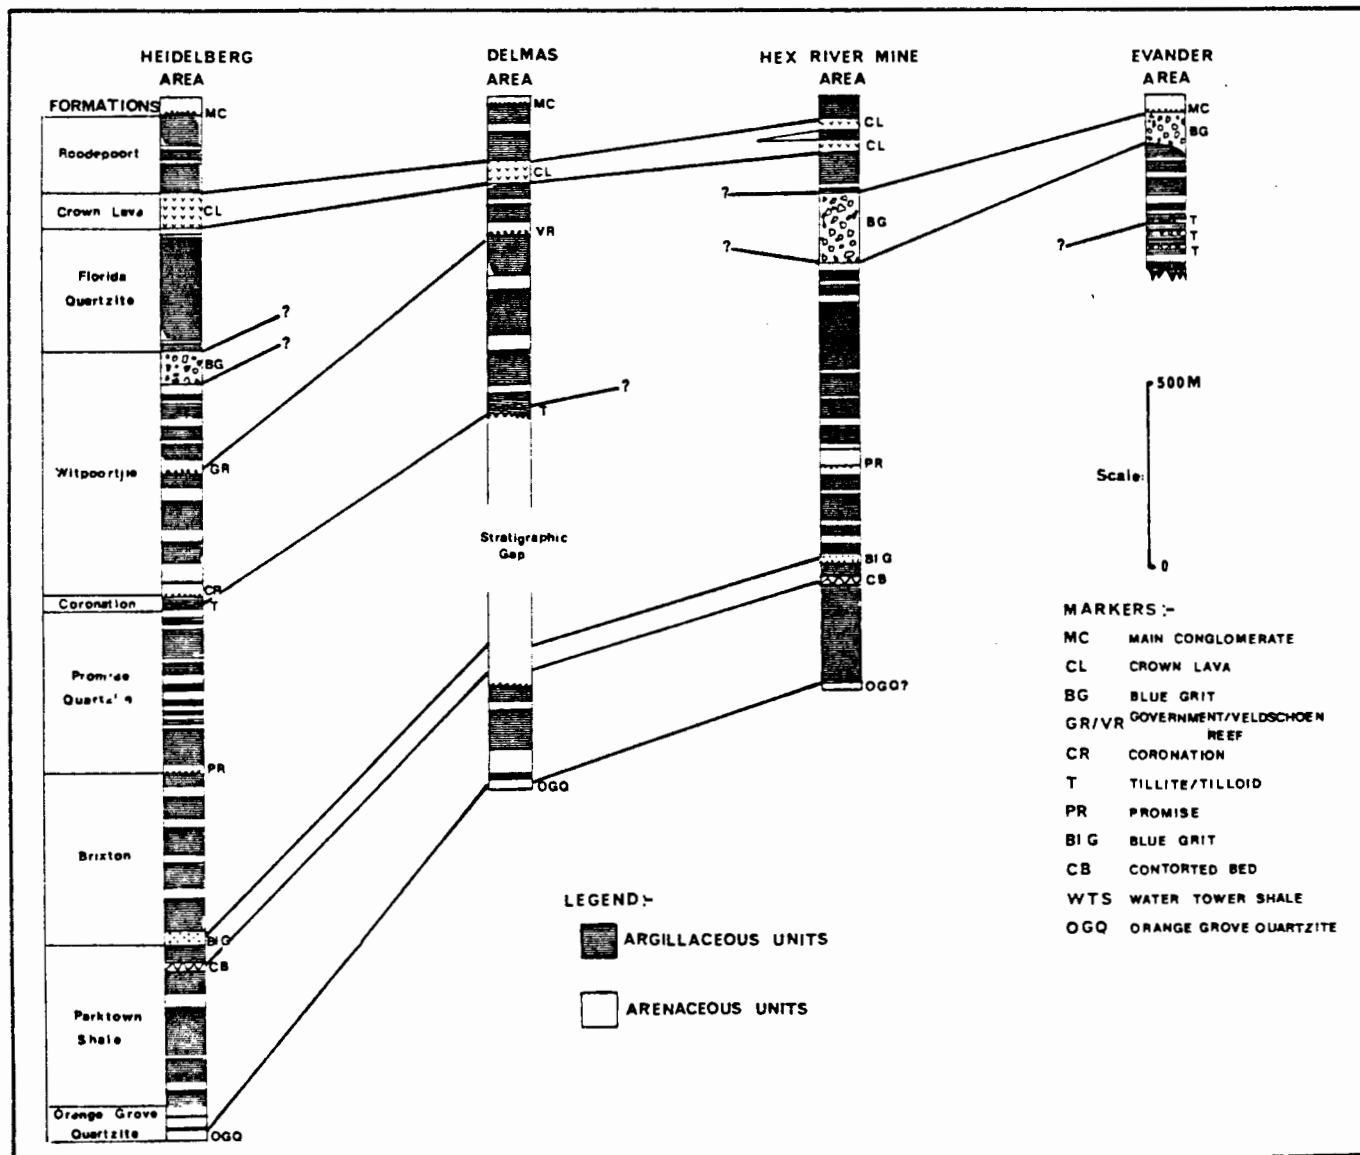 HEIDELBERG
AREA
DELMAS
AREA
HEX RIVER MINE
AREA
EVANDER
AREA
FORMATIONS
Roodepoort
Crown Lava
Florida
Quartzite
Witpoortjie
Coronation
Promise
Brixton
Parktown
Shale
Orange Grove
Quartzite
MC
CL
BG
GR
CR
T
PR
BIG
CB
OGQ
?
?
MC
CL
VR
T
?
Stratigraphic
Gap
OGQ
CL
CL
?
BG
?
PR
BIG
CB
OGQ?
MC
BG
T
T
T
?
500M
Scale:
0
MARKERS :-
MC MAIN CONGLOMERATE
CL CROWN LAVA
BG BLUE GRIT
GR/VR GOVERNMENT/VELDSCHOEN
REEF
CR CORONATION
T TILLITE/TILLOID
PR PROMISE
BIG BLUE GRIT
CB CONTORTED BED
WTS WATER TOWER SHALE
OGQ ORANGE GROVE QUARTZITE
LEGEND:-
ARGILLACEOUS UNITS
ARENACEOUS UNITS